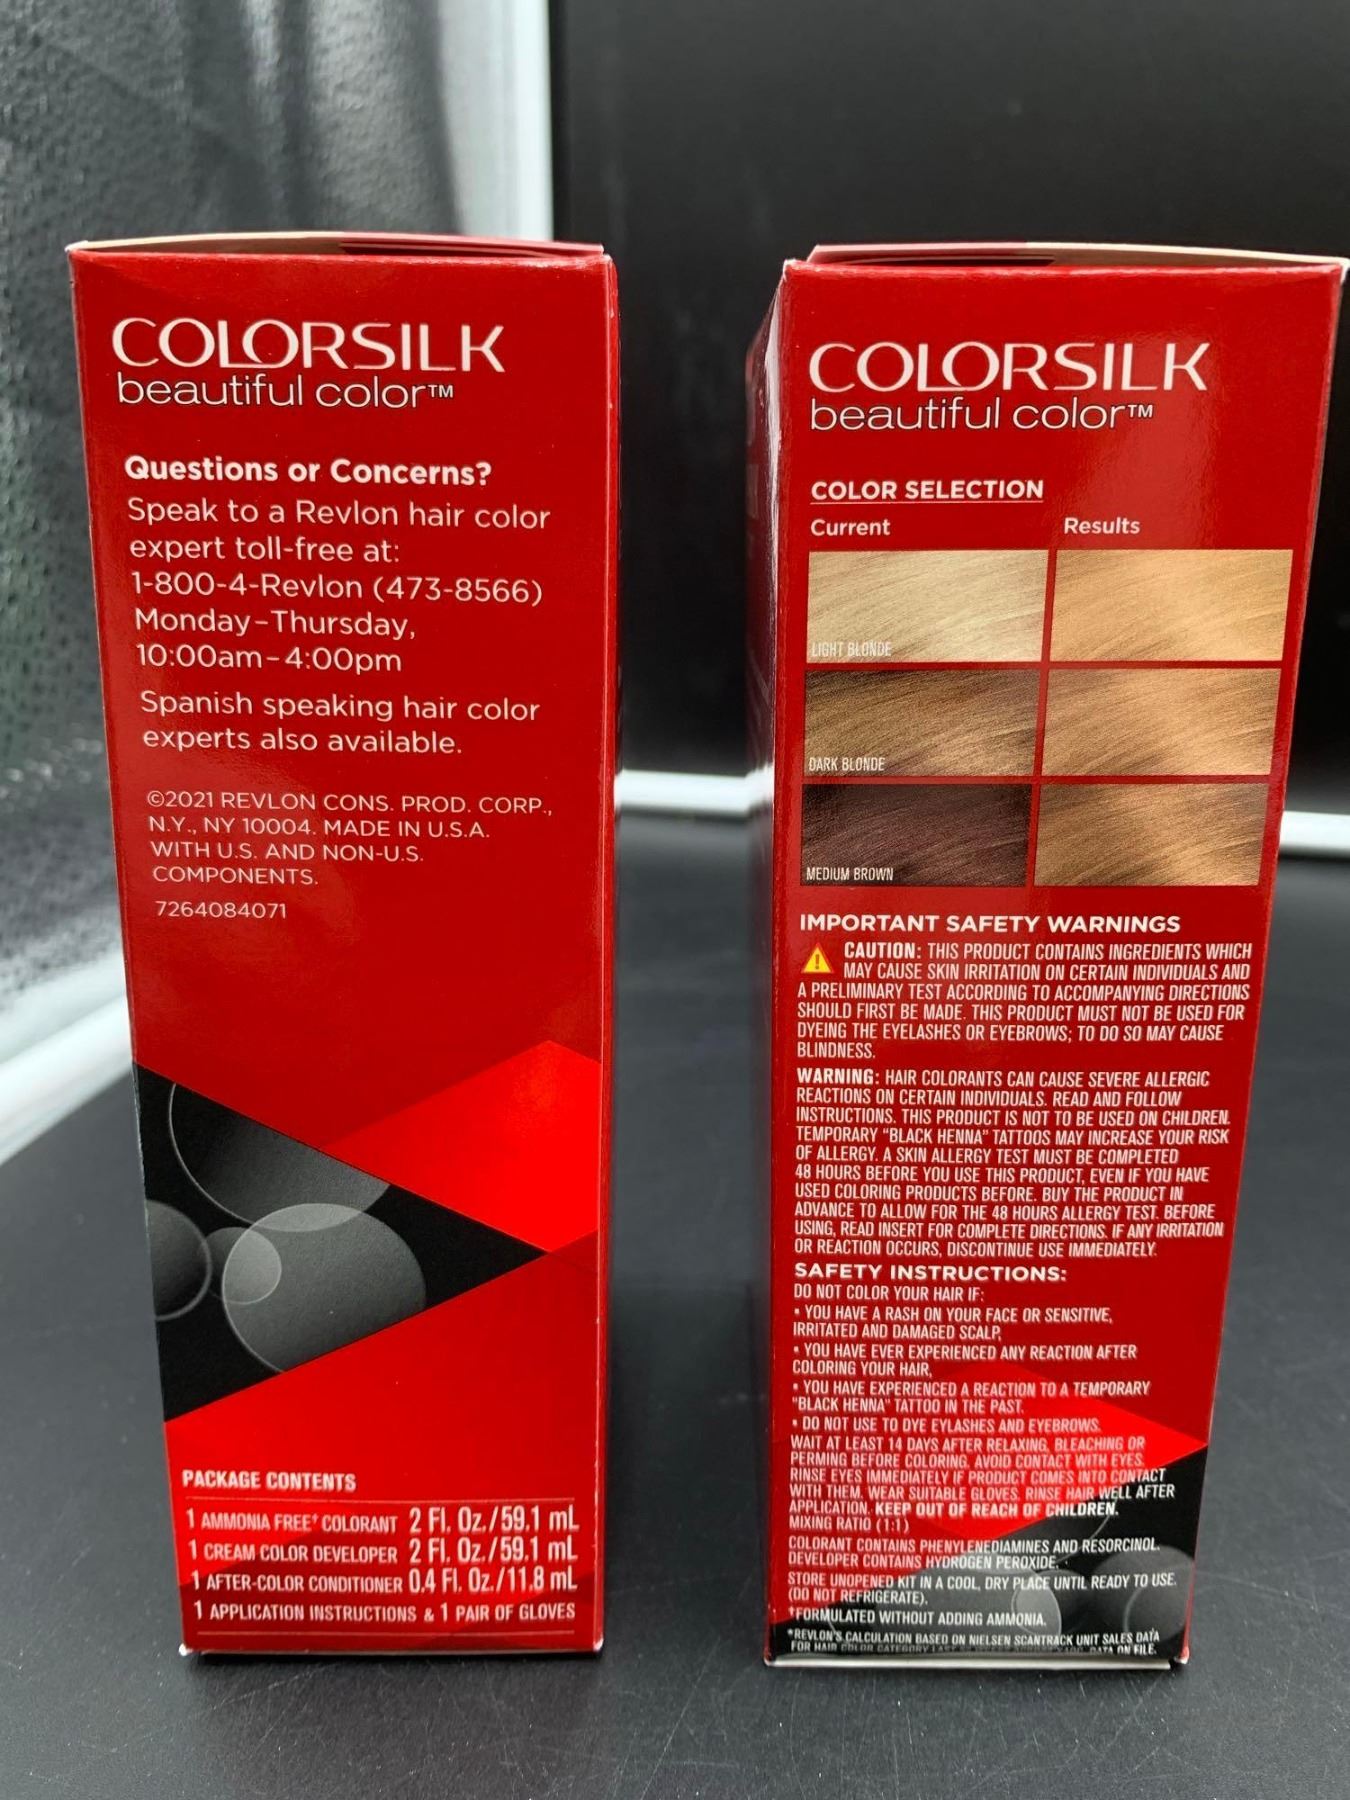 COLORSILK
beautiful color™
Questions or Concerns?
Speak to a Revlon hair color
expert toll-free at:
1-800-4-Revlon (473-8566)
Monday-Thursday,
10:00am-4:00pm
Spanish speaking hair color
experts also available.
©2021 REVLON CONS. PROD. CORP.,
N.Y., NY 10004. MADE IN U.S.A.
WITH U.S. AND NON-U.S.
COMPONENTS.
7264084071
PACKAGE CONTENTS
1 AMMONIA FREE† COLORANT 2 Fl. Oz./59.1 mL
1 CREAM COLOR DEVELOPER 2 Fl. Oz./59.1 mL
1 AFTER-COLOR CONDITIONER 0.4 Fl. Oz./11.8 mL
1 APPLICATION INSTRUCTIONS & 1 PAIR OF GLOVES
COLORSILK
beautiful color™
COLOR SELECTION
Current Results
LIGHT BLONDE
DARK BLONDE
MEDIUM BROWN
IMPORTANT SAFETY WARNINGS
CAUTION: THIS PRODUCT CONTAINS INGREDIENTS WHICH
MAY CAUSE SKIN IRRITATION ON CERTAIN INDIVIDUALS AND
A PRELIMINARY TEST ACCORDING TO ACCOMPANYING DIRECTIONS
SHOULD FIRST BE MADE. THIS PRODUCT MUST NOT BE USED FOR
DYEING THE EYELASHES OR EYEBROWS; TO DO SO MAY CAUSE
BLINDNESS.
WARNING: HAIR COLORANTS CAN CAUSE SEVERE ALLERGIC
REACTIONS ON CERTAIN INDIVIDUALS. READ AND FOLLOW
INSTRUCTIONS. THIS PRODUCT IS NOT TO BE USED ON CHILDREN.
TEMPORARY "BLACK HENNA" TATTOOS MAY INCREASE YOUR RISK
OF ALLERGY. A SKIN ALLERGY TEST MUST BE COMPLETED
48 HOURS BEFORE YOU USE THIS PRODUCT, EVEN IF YOU HAVE
USED COLORING PRODUCTS BEFORE. BUY THE PRODUCT IN
ADVANCE TO ALLOW FOR THE 48 HOURS ALLERGY TEST. BEFORE
USING, READ INSERT FOR COMPLETE DIRECTIONS. IF ANY IRRITATION
OR REACTION OCCURS, DISCONTINUE USE IMMEDIATELY.
SAFETY INSTRUCTIONS:
DO NOT COLOR YOUR HAIR IF:
• YOU HAVE A RASH ON YOUR FACE OR SENSITIVE,
IRRITATED AND DAMAGED SCALP,
• YOU HAVE EVER EXPERIENCED ANY REACTION AFTER
COLORING YOUR HAIR,
• YOU HAVE EXPERIENCED A REACTION TO A TEMPORARY
"BLACK HENNA" TATTOO IN THE PAST.
• DO NOT USE TO DYE EYLASHES AND EYEBROWS.
WAIT AT LEAST 14 DAYS AFTER RELAXING, BLEACHING OR
PERMING BEFORE COLORING. AVOID CONTACT WITH EYES.
RINSE EYES IMMEDIATELY IF PRODUCT COMES INTO CONTACT
WITH THEM. WEAR SUITABLE GLOVES. RINSE HAIR WELL AFTER
APPLICATION. KEEP OUT OF REACH OF CHILDREN.
MIXING RATIO (1:1)
COLORANT CONTAINS PHENYLENEDIAMINES AND RESORCINOL.
DEVELOPER CONTAINS HYDROGEN PEROXIDE.
STORE UNOPENED KIT IN A COOL, DRY PLACE UNTIL READY TO USE.
(DO NOT REFRIGERATE).
†FORMULATED WITHOUT ADDING AMMONIA.
*REVLON'S CALCULATION BASED ON NIELSEN SCANTRACK UNIT SALES DATA
FOR HAIR COLOR CATEGORY DATA ON FILE.